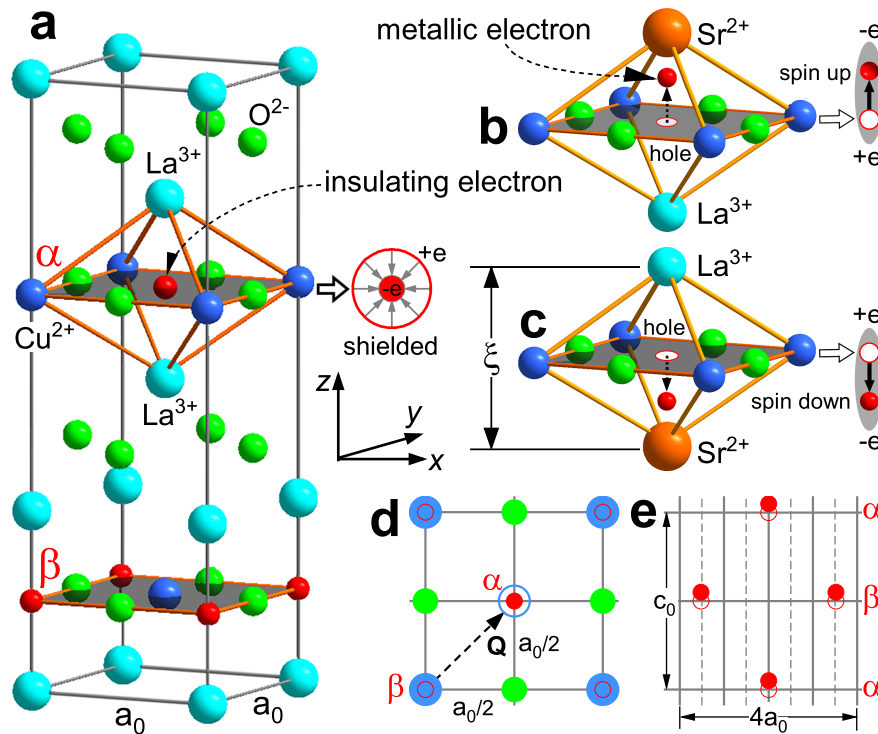 a
O²⁻
La³⁺
insulating electron
α
+e
-e
Cu²⁺
shielded
La³⁺
z
y
x
β
a₀
a₀
metallic electron
Sr²⁺
-e
spin up
b
hole
+e
La³⁺
La³⁺
c
hole
+e
ξ
spin down
Sr²⁺
-e
d
α
Q
a₀/2
β
a₀/2
e
α
c₀
β
α
4a₀